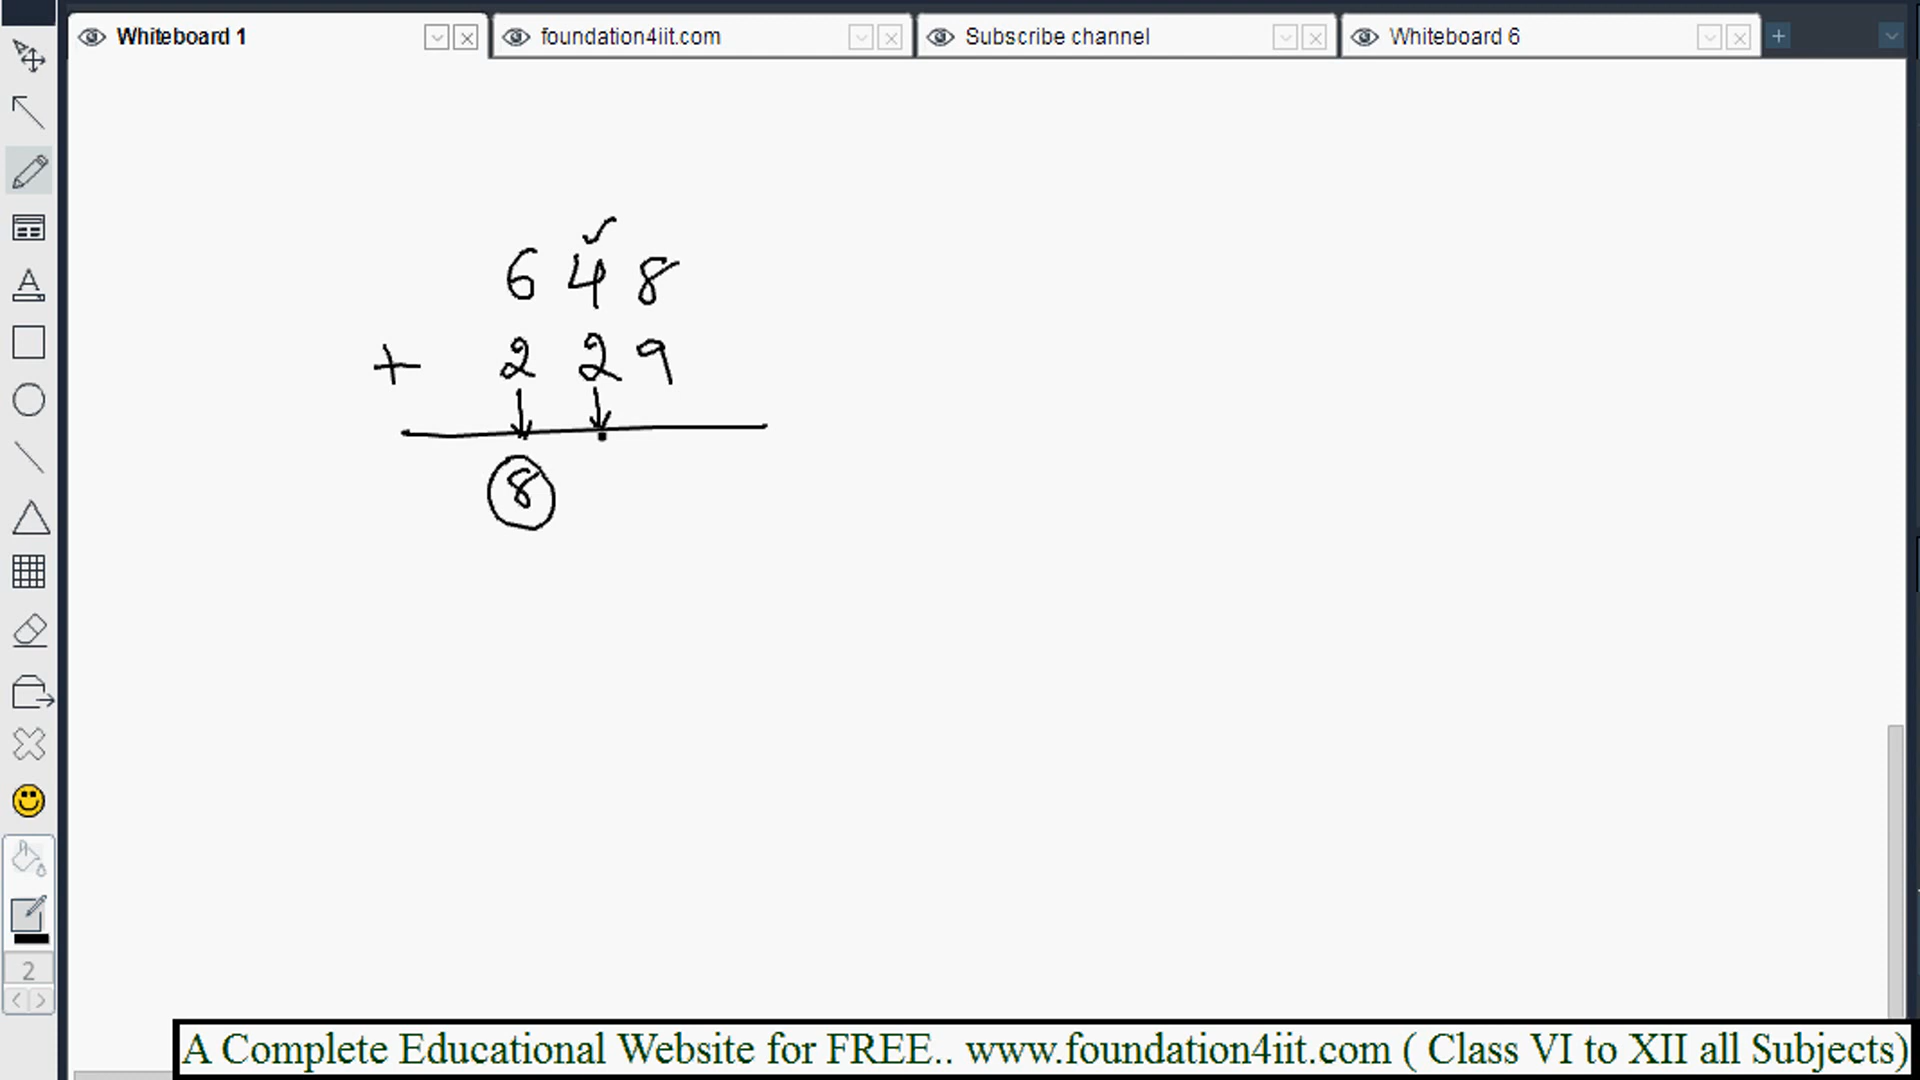 Whiteboard 1 foundation4iit.com Subscribe channel Whiteboard 6
6 4 8
+ 2 2 9
8
2
A Complete Educational Website for FREE.. www.foundation4iit.com ( Class VI to XII all Subjects)